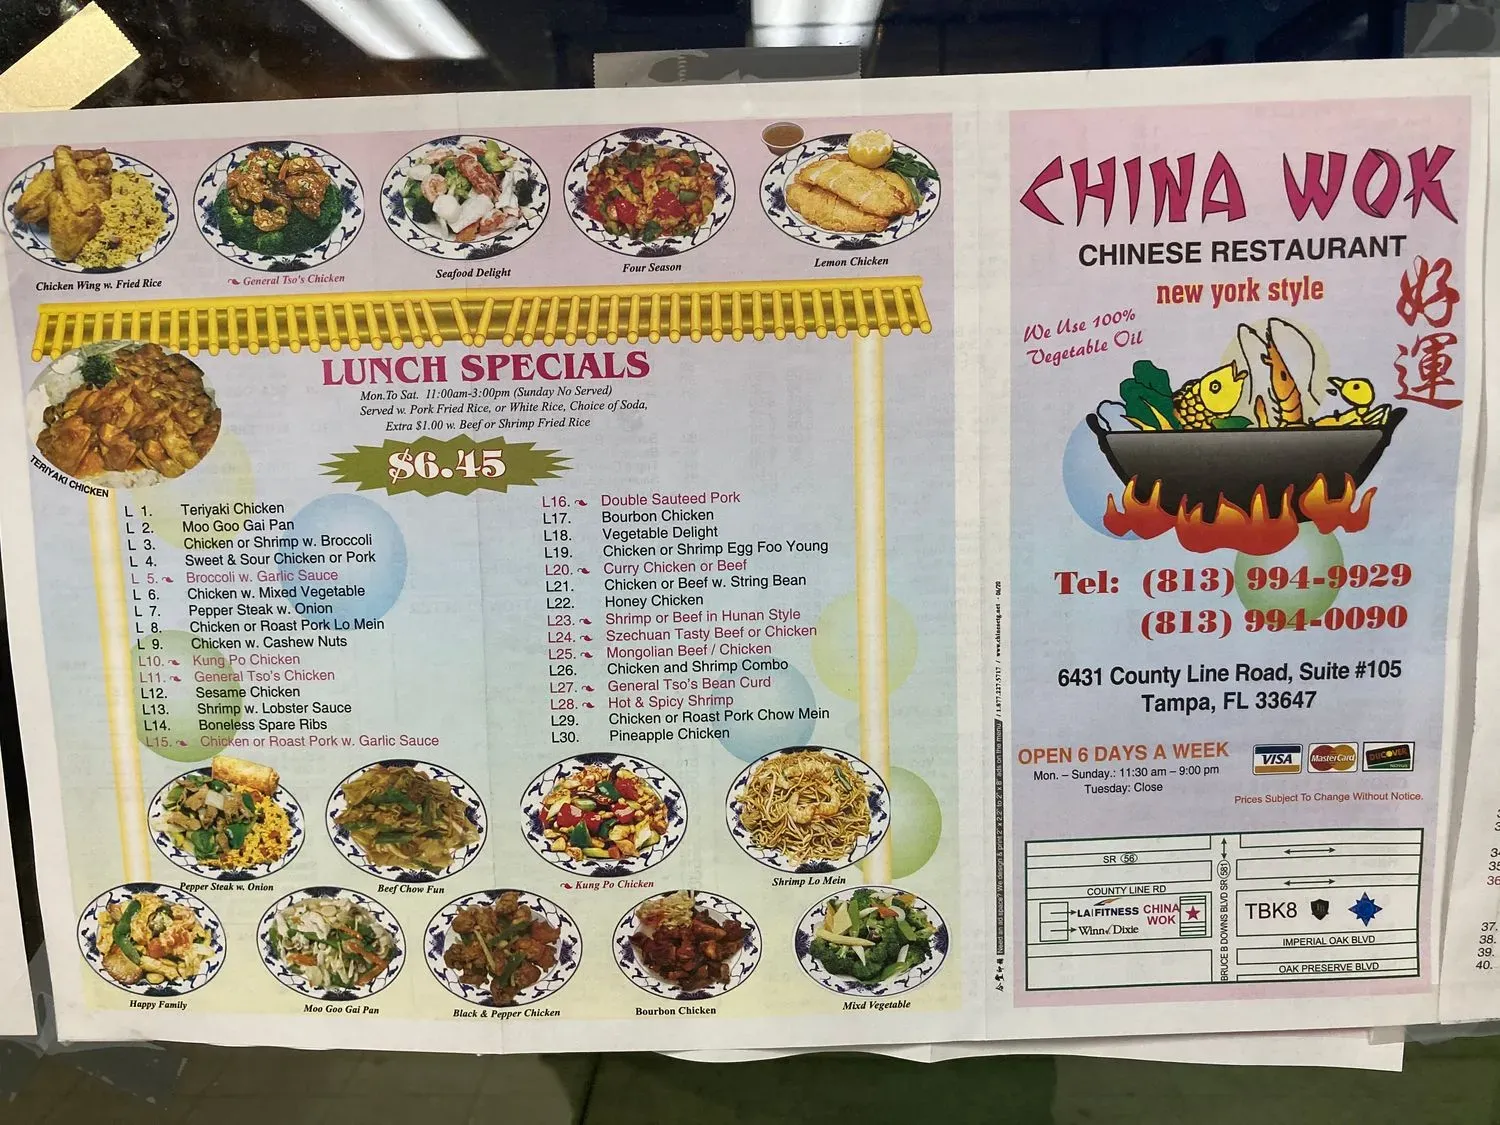 Chicken Wing w. Fried Rice
General Tso's Chicken
Seafood Delight
Four Season
Lemon Chicken
TERIYAKI CHICKEN
LUNCH SPECIALS
Mon.To Sat. 11:00am-3:00pm (Sunday No Served)
Served w. Pork Fried Rice, or White Rice, Choice of Soda,
Extra $1.00 w. Beef or Shrimp Fried Rice
$6.45
L 1. Teriyaki Chicken
L 2. Moo Goo Gai Pan
L 3. Chicken or Shrimp w. Broccoli
L 4. Sweet & Sour Chicken or Pork
L 5. Broccoli w. Garlic Sauce
L 6. Chicken w. Mixed Vegetable
L 7. Pepper Steak w. Onion
L 8. Chicken or Roast Pork Lo Mein
L 9. Chicken w. Cashew Nuts
L10. Kung Po Chicken
L11. General Tso's Chicken
L12. Sesame Chicken
L13. Shrimp w. Lobster Sauce
L14. Boneless Spare Ribs
L15. Chicken or Roast Pork w. Garlic Sauce
L16. Double Sauteed Pork
L17. Bourbon Chicken
L18. Vegetable Delight
L19. Chicken or Shrimp Egg Foo Young
L20. Curry Chicken or Beef
L21. Chicken or Beef w. String Bean
L22. Honey Chicken
L23. Shrimp or Beef in Hunan Style
L24. Szechuan Tasty Beef or Chicken
L25. Mongolian Beef / Chicken
L26. Chicken and Shrimp Combo
L27. General Tso's Bean Curd
L28. Hot & Spicy Shrimp
L29. Chicken or Roast Pork Chow Mein
L30. Pineapple Chicken
Pepper Steak w. Onion
Beef Chow Fun
Kung Po Chicken
Shrimp Lo Mein
Happy Family
Moo Goo Gai Pan
Black & Pepper Chicken
Bourbon Chicken
Mixd Vegetable
CHINA WOK
CHINESE RESTAURANT
new york style
We Use 100%
Vegetable Oil
好運
Tel: (813) 994-9929
(813) 994-0090
6431 County Line Road, Suite #105
Tampa, FL 33647
OPEN 6 DAYS A WEEK
Mon. – Sunday.: 11:30 am – 9:00 pm
Tuesday: Close
VISA
MasterCard
DISCOVER
Prices Subject To Change Without Notice.
SR 56
COUNTY LINE RD
LA FITNESS
Winn Dixie
CHINA
WOK
BRUCE B DOWNS BLVD SR 581
TBK8
IMPERIAL OAK BLVD
OAK PRESERVE BLVD
37.
38.
39.
40.